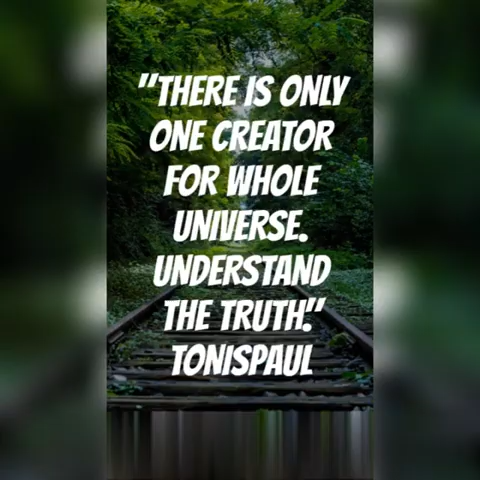 "THERE IS ONLY
ONE CREATOR
FOR WHOLE
UNIVERSE.
UNDERSTAND
THE TRUTH."
TONISPAUL